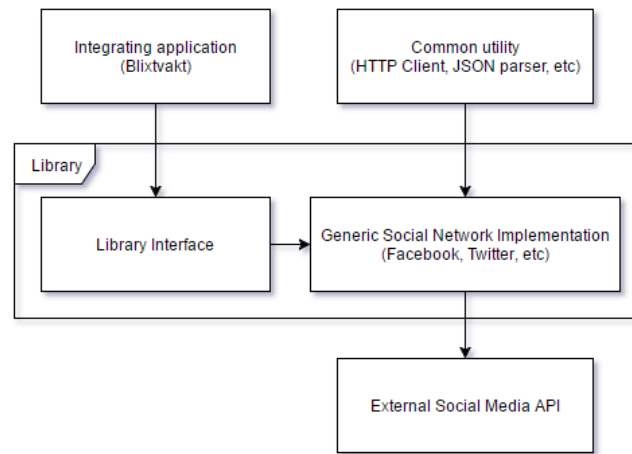 Integrating application
(Blixtvakt)
Common utility
(HTTP Client, JSON parser, etc)
Library
Library Interface
Generic Social Network Implementation
(Facebook, Twitter, etc)
External Social Media API